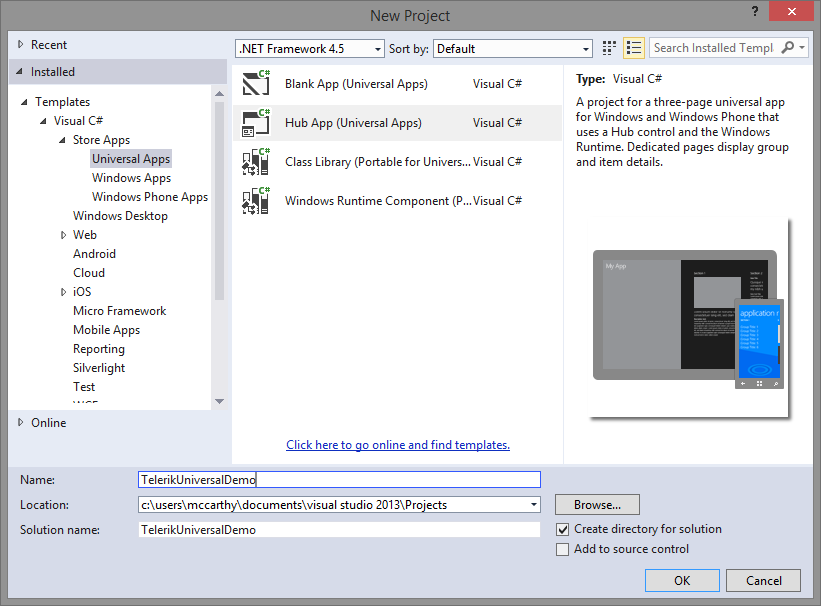 New Project
?
Recent
.NET Framework 4.5
Sort by:
Default
Search Installed Templ
Installed
Templates
Visual C#
Store Apps
Universal Apps
Windows Apps
Windows Phone Apps
Windows Desktop
Web
Android
Cloud
iOS
Micro Framework
Mobile Apps
Reporting
Silverlight
Test
WCF
Online
C# Blank App (Universal Apps) Visual C#
C# Hub App (Universal Apps) Visual C#
C# Class Library (Portable for Univers... Visual C#
C# Windows Runtime Component (P... Visual C#
Click here to go online and find templates.
Type: Visual C#
A project for a three-page universal app
for Windows and Windows Phone that
uses a Hub control and the Windows
Runtime. Dedicated pages display group
and item details.
My App
application
Name: TelerikUniversalDemo
Location: c:\users\mccarthy\documents\visual studio 2013\Projects
Browse...
Solution name: TelerikUniversalDemo
Create directory for solution
Add to source control
OK
Cancel